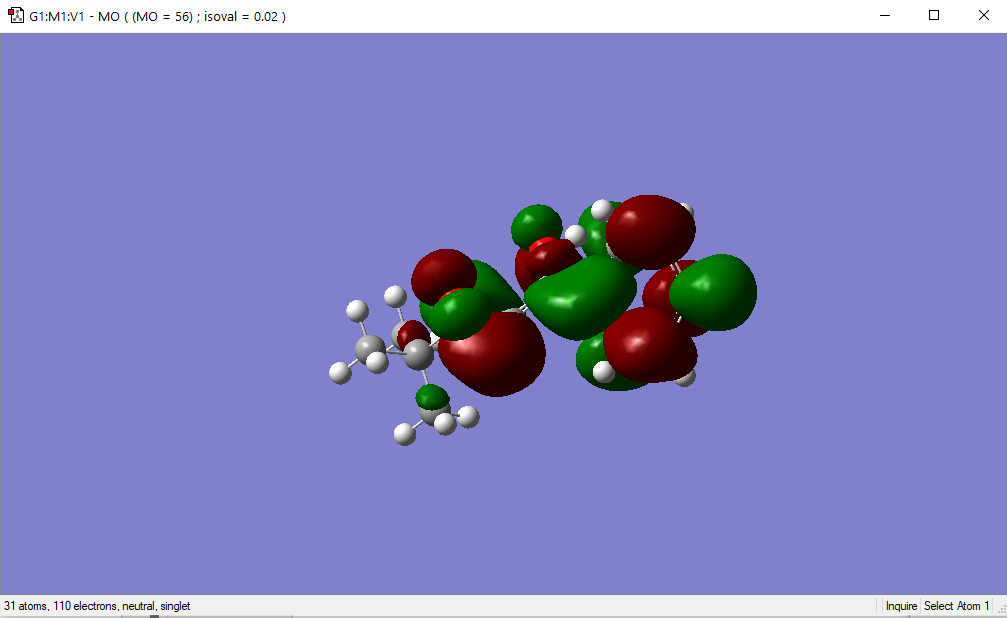 G1:M1:V1 - MO ( (MO = 56) ; isoval = 0.02 )
31 atoms, 110 electrons, neutral, singlet
Inquire
Select Atom 1